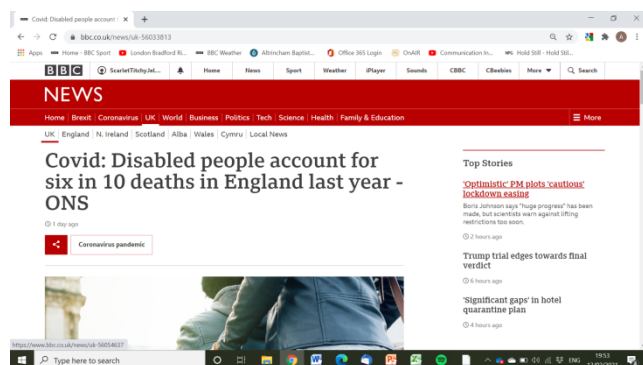 Covid: Disabled people account f
bbc.co.uk/news/uk-56033813
Apps
Home - BBC Sport
London Bradford Ri...
BBC Weather
Altrincham Baptist...
Office 365 Login
OnAIR
Communication In...
Hold Still - Hold Stil...
BBC
ScarletTitchyJel...
Home
News
Sport
Weather
iPlayer
Sounds
CBBC
CBeebies
More
Search
NEWS
Home Brexit Coronavirus UK World Business Politics Tech Science Health Family & Education
More
UK England N. Ireland Scotland Alba Wales Cymru Local News
Covid: Disabled people account for
six in 10 deaths in England last year -
ONS
1 day ago
Coronavirus pandemic
Top Stories
'Optimistic' PM plots 'cautious'
lockdown easing
Boris Johnson says "huge progress" has been
made, but scientists warn against lifting
restrictions too soon.
2 hours ago
Trump trial edges towards final
verdict
6 hours ago
'Significant gaps' in hotel
quarantine plan
4 hours ago
https://www.bbc.co.uk/news/uk-56054637
Type here to search
ENG
19:53